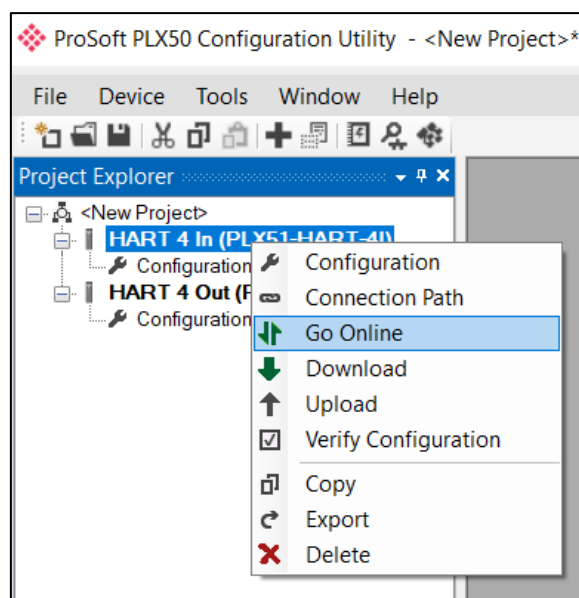 ProSoft PLX50 Configuration Utility - <New Project>*
File Device Tools Window Help
Project Explorer
<New Project>
HART 4 In (PLX51-HART-4I)
Configuration
HART 4 Out (
Configuration
Configuration
Connection Path
Go Online
Download
Upload
Verify Configuration
Copy
Export
Delete